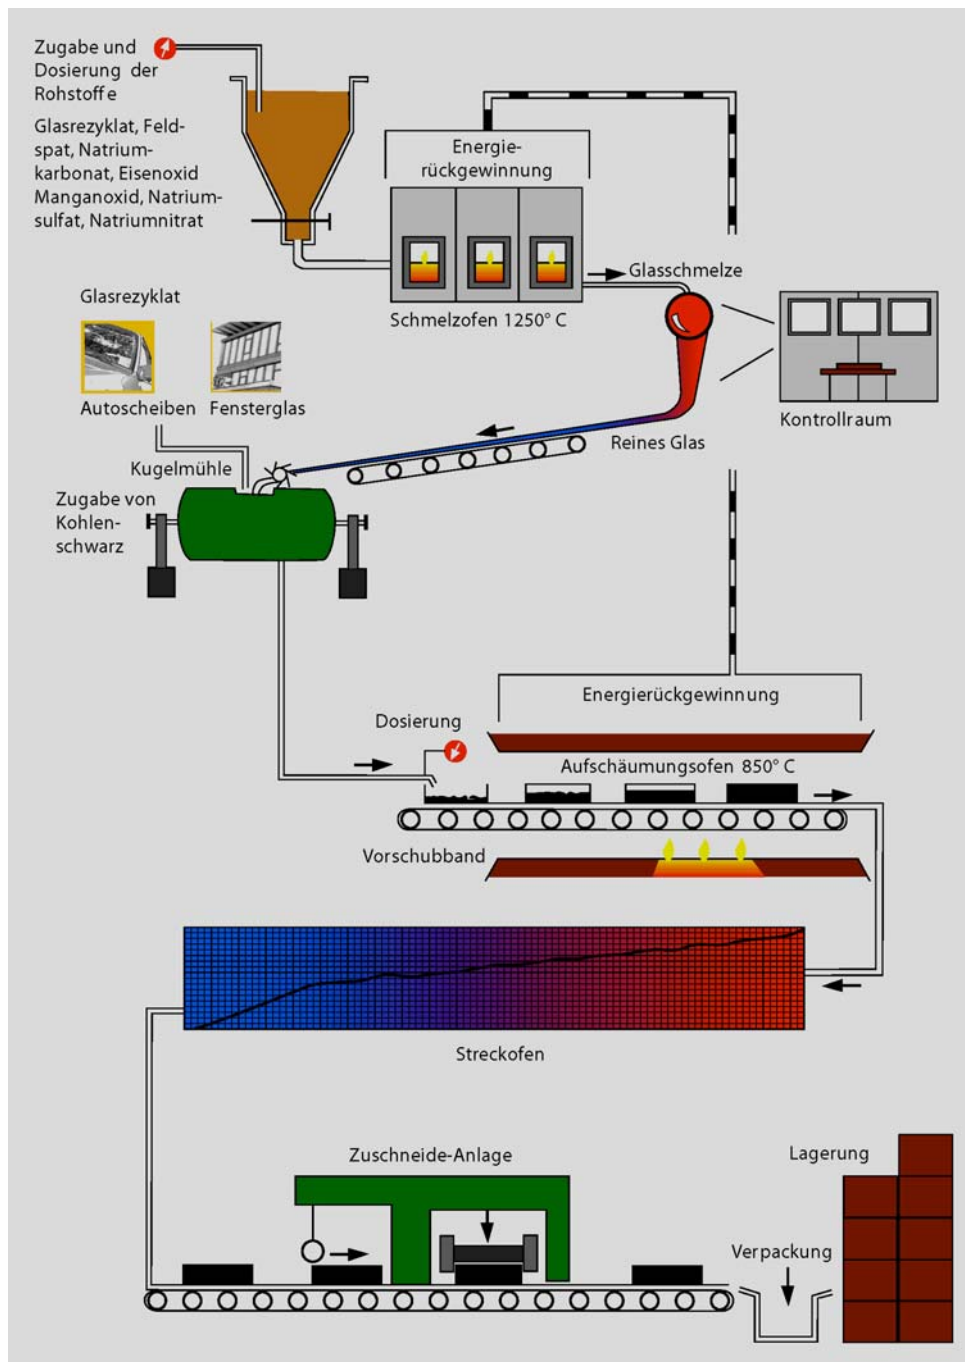 Zugabe und
Dosierung der
Rohstoffe
Glasrezyklat, Feld-
spat, Natrium-
karbonat, Eisenoxid
Manganoxid, Natrium-
sulfat, Natriumnitrat
Energie-
rückgewinnung
Schmelzofen 1250° C
Glasschmelze
Kontrollraum
Reines Glas
Glasrezyklat
Autoscheiben
Fensterglas
Kugelmühle
Zugabe von
Kohlen-
schwarz
Energierückgewinnung
Dosierung
Aufschäumungsofen 850° C
Vorschubband
Streckofen
Zuschneide-Anlage
Lagerung
Verpackung